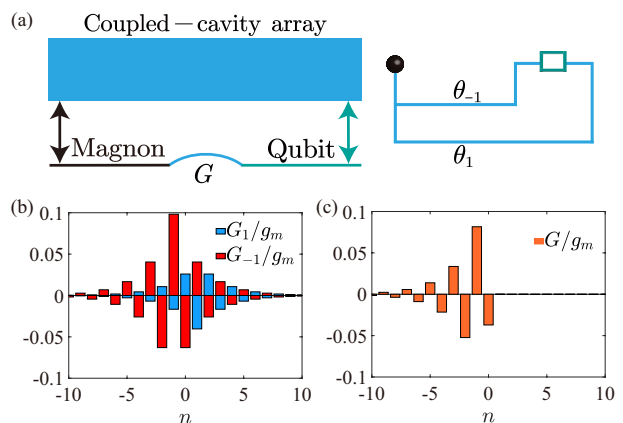 (a)
Coupled−cavity array
Magnon
Qubit
G
θ₋₁
θ₁
(b)
0.1
0.05
0
-0.05
-0.1
-10
-5
0
5
10
n
G₁/gₘ
G₋₁/gₘ
(c)
0.1
0.05
0
-0.05
-0.1
-10
-5
0
5
10
n
G/gₘ